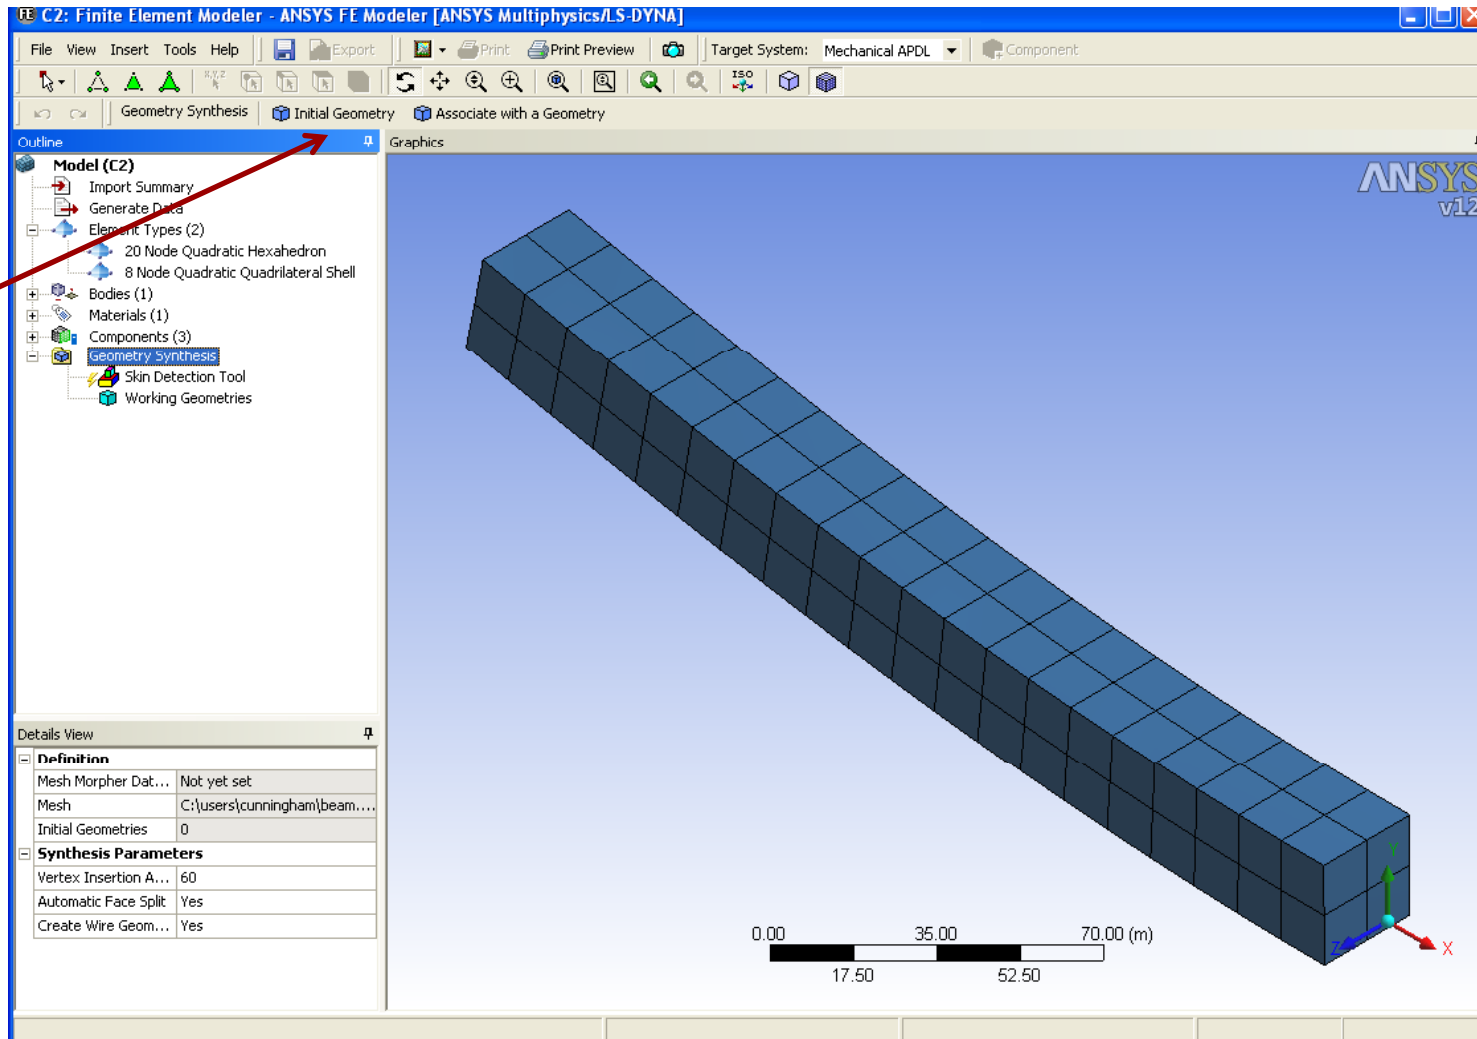 C2: Finite Element Modeler - ANSYS FE Modeler [ANSYS Multiphysics/LS-DYNA]
File View Insert Tools Help Export Print Print Preview Target System: Mechanical APDL Component
X,Y,Z ISO
Geometry Synthesis Initial Geometry Associate with a Geometry
Outline
Graphics
Model (C2)
Import Summary
Generate Data
Element Types (2)
20 Node Quadratic Hexahedron
8 Node Quadratic Quadrilateral Shell
Bodies (1)
Materials (1)
Components (3)
Geometry Synthesis
Skin Detection Tool
Working Geometries
ANSYS
v12
Details View
Definition
Mesh Morpher Dat... Not yet set
Mesh C:\users\cunningham\beam....
Initial Geometries 0
Synthesis Parameters
Vertex Insertion A... 60
Automatic Face Split Yes
Create Wire Geom... Yes
0.00 35.00 70.00 (m)
17.50 52.50
Y
Z
X